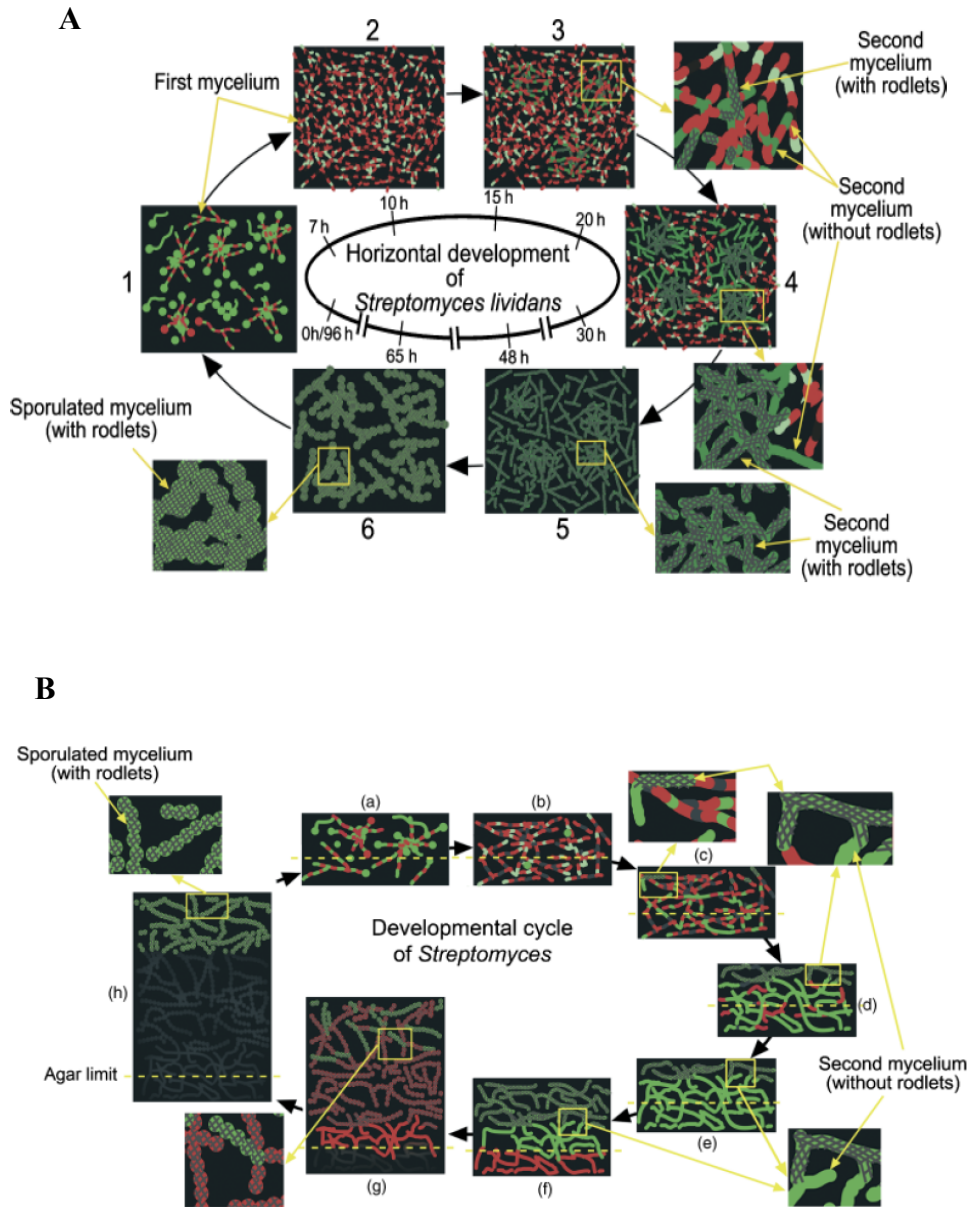 A
2
3
First mycelium
Second
mycelium
(with rodlets)
10 h
15 h
7 h
20 h
Second
mycelium
(without rodlets)
1
Horizontal development
of
Streptomyces lividans
4
0h/96 h
65 h
48 h
30 h
Sporulated mycelium
(with rodlets)
6
5
Second
mycelium
(with rodlets)
B
Sporulated mycelium
(with rodlets)
(a)
(b)
(c)
Developmental cycle
of Streptomyces
(h)
(d)
Agar limit
Second mycelium
(without rodlets)
(e)
(g)
(f)